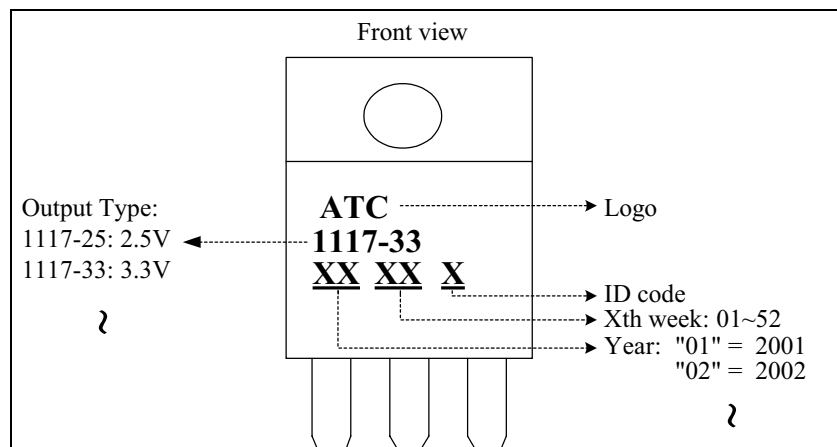 Front view
ATC
1117-33
XX XX X
Output Type:
1117-25: 2.5V
1117-33: 3.3V
~
Logo
ID code
Xth week: 01~52
Year: "01" = 2001
"02" = 2002
~